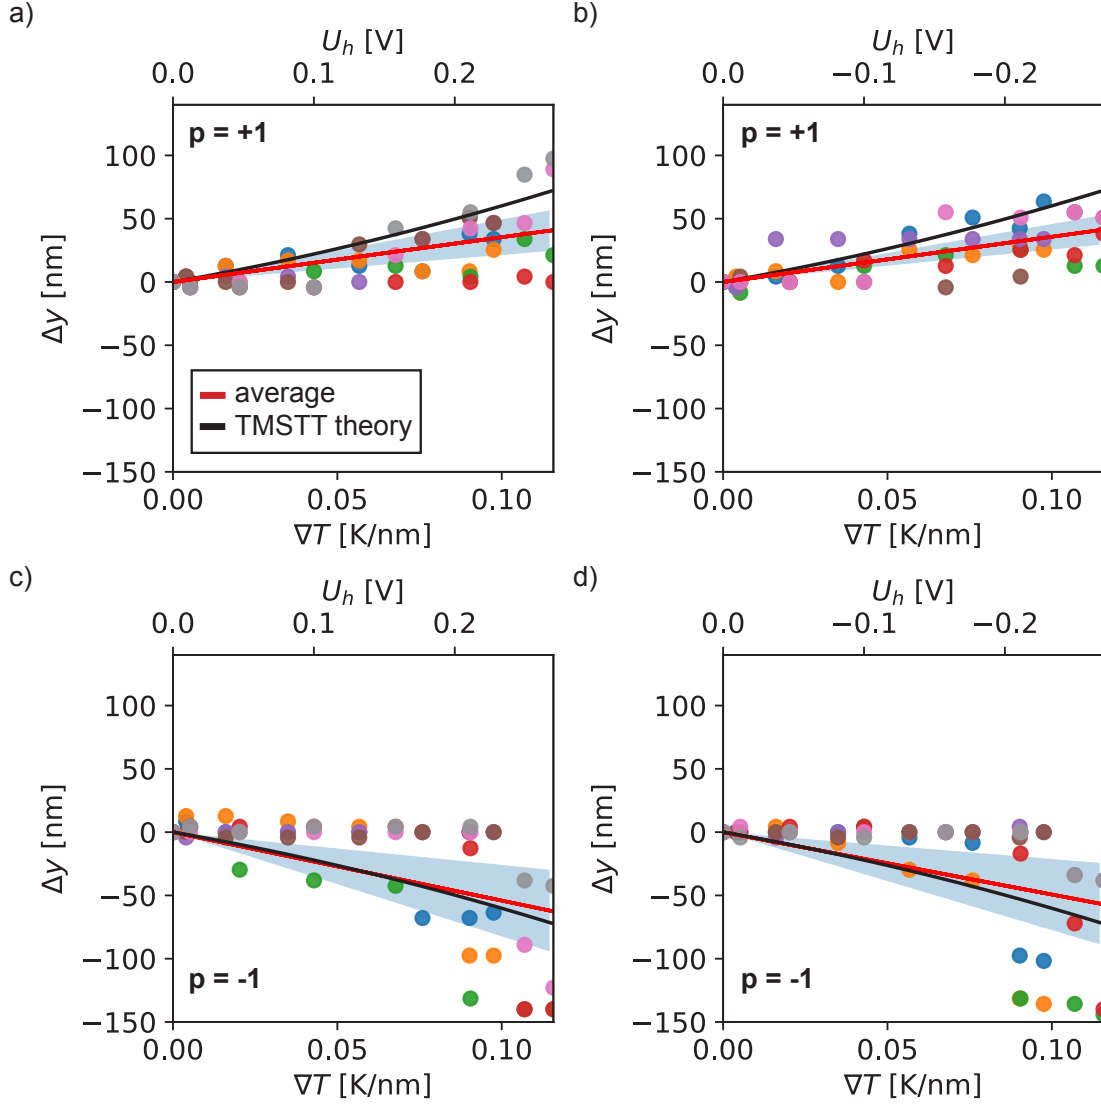 a)
U_h [V]
0.0 0.1 0.2
p = +1
100
50
0
−50
−100
−150
Δy [nm]
average
TMSTT theory
0.00 0.05 0.10
∇T [K/nm]
b)
U_h [V]
0.0 −0.1 −0.2
p = +1
100
50
0
−50
−100
−150
Δy [nm]
0.00 0.05 0.10
∇T [K/nm]
c)
U_h [V]
0.0 0.1 0.2
100
50
0
−50
−100
−150
Δy [nm]
p = -1
0.00 0.05 0.10
∇T [K/nm]
d)
U_h [V]
0.0 −0.1 −0.2
100
50
0
−50
−100
−150
Δy [nm]
p = -1
0.00 0.05 0.10
∇T [K/nm]